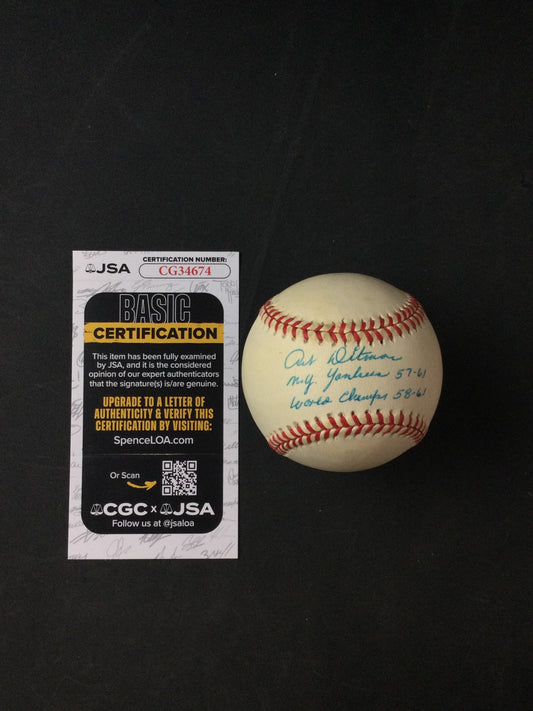 JSA
CERTIFICATION NUMBER:
CG34674
BASIC
CERTIFICATION
This item has been fully examined
by JSA, and it is the considered
opinion of our expert authenticators
that the signature(s) is/are genuine.
UPGRADE TO A LETTER OF
AUTHENTICITY & VERIFY THIS
CERTIFICATION BY VISITING:
SpenceLOA.com
Or Scan
CGC x JSA
Follow us at @jsaloa
Art Ditmar
N.Y. Yankees 57-61
World Champs 58-61